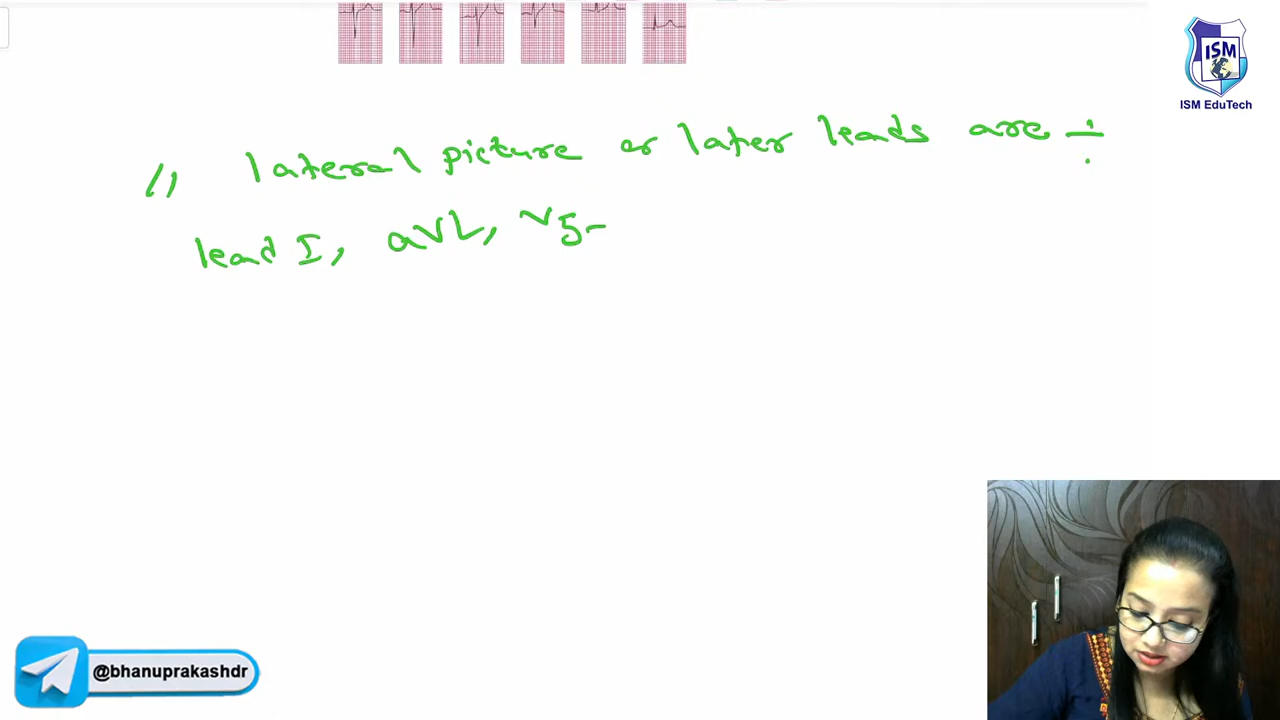 ISM
ISM EduTech
// lateral picture or later leads are ÷
lead I, aVL, V5-
@bhanuprakashdr